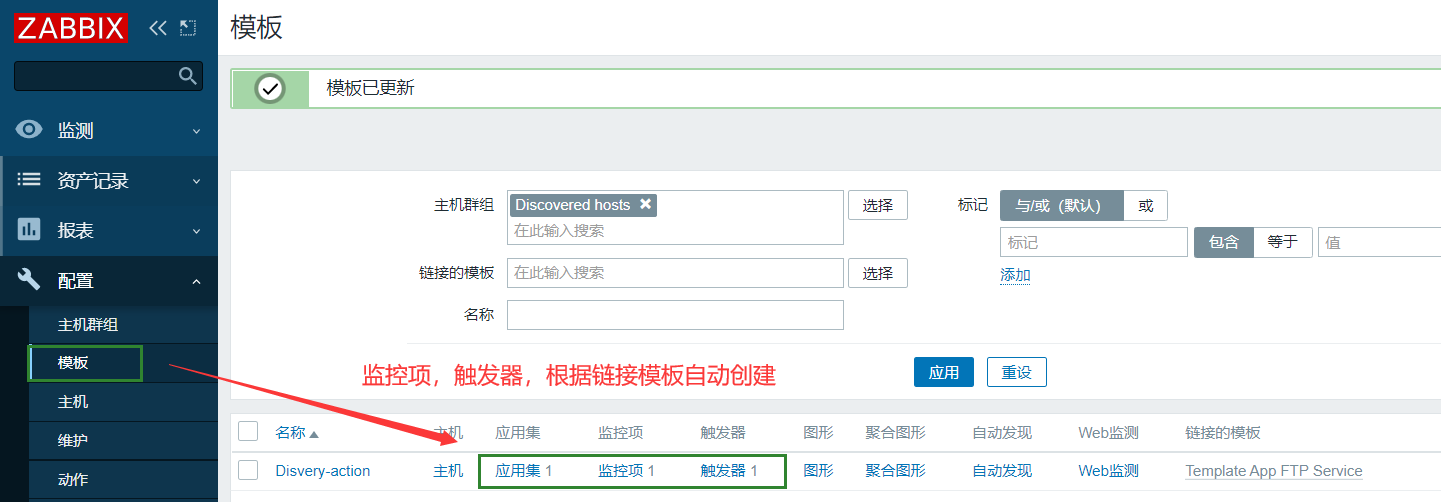 ZABBIX
监测
资产记录
报表
配置
主机群组
模板
主机
维护
动作
模板
模板已更新
主机群组 Discovered hosts 选择
在此输入搜索
链接的模板 在此输入搜索 选择
名称
标记 与/或（默认） 或
标记 包含 等于 值
添加
监控项，触发器，根据链接模板自动创建
应用 重设
名称 主机 应用集 监控项 触发器 图形 聚合图形 自动发现 Web监测 链接的模板
Disvery-action 主机 应用集 1 监控项 1 触发器 1 图形 聚合图形 自动发现 Web监测 Template App FTP Service